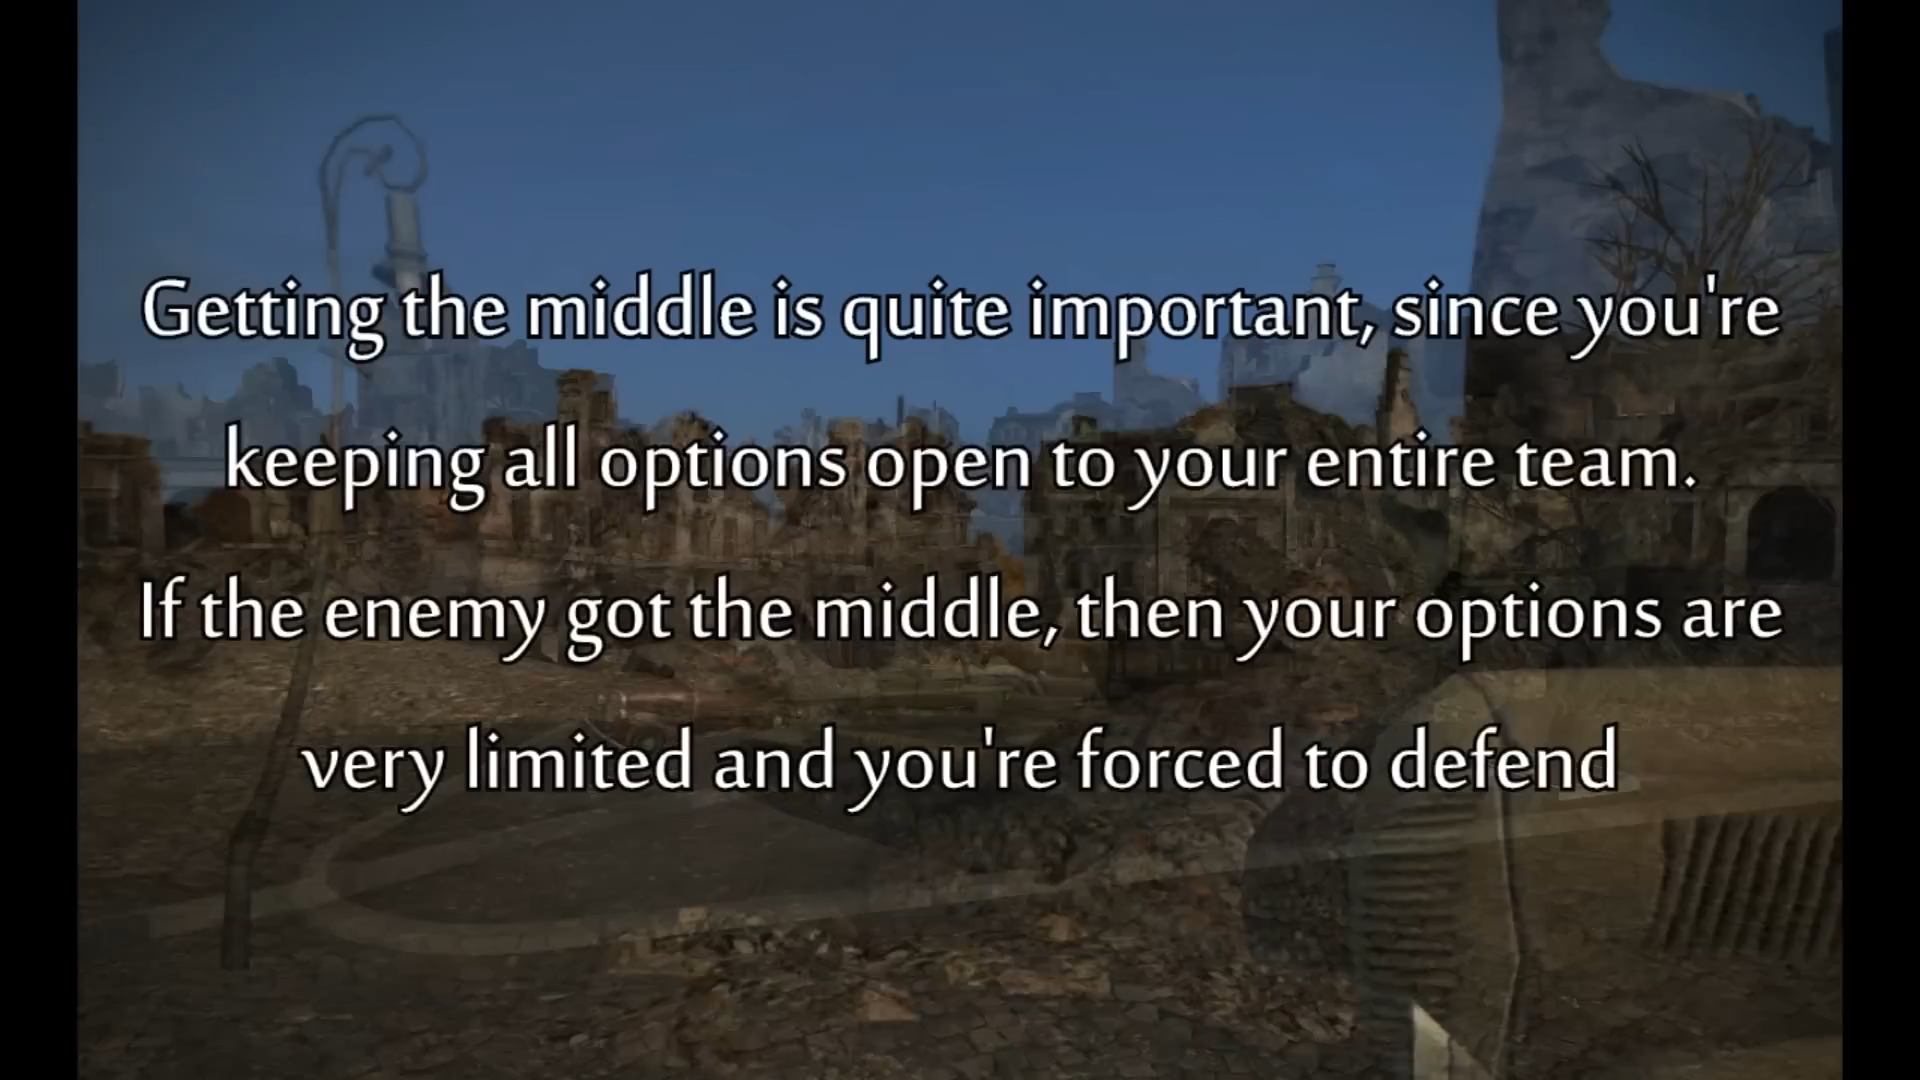 Getting the middle is quite important, since you're
keeping all options open to your entire team.
If the enemy got the middle, then your options are
very limited and you're forced to defend